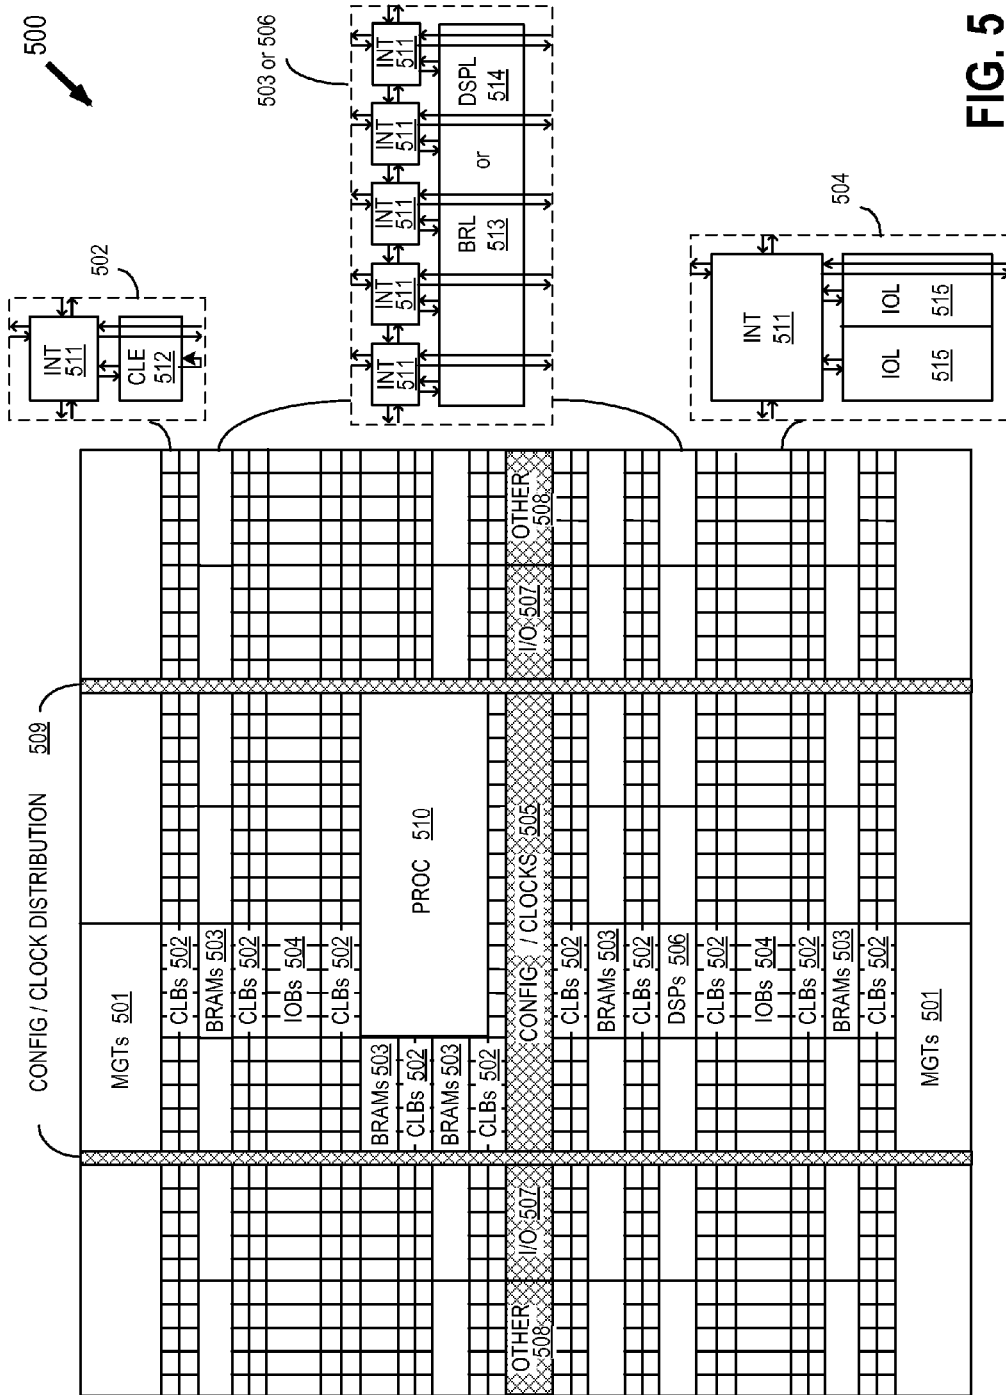 500
CONFIG / CLOCK DISTRIBUTION 509
MGTs 501
CLBs 502
BRAMs 503
CLBs 502
IOBs 504
CLBs 502
PROC 510
BRAMs 503
CLBs 502
BRAMs 503
CLBs 502
OTHER 508
I/O 507
CONFIG / CLOCKS 505
I/O 507
OTHER 508
CLBs 502
BRAMs 503
CLBs 502
DSPs 506
CLBs 502
IOBs 504
CLBs 502
BRAMs 503
CLBs 502
MGTs 501
502
INT
511
CLE
512
503 or 506
INT
511
INT
511
INT
511
INT
511
INT
511
BRL
513
or
DSPL
514
504
INT
511
IOL
515
IOL
515
FIG. 5